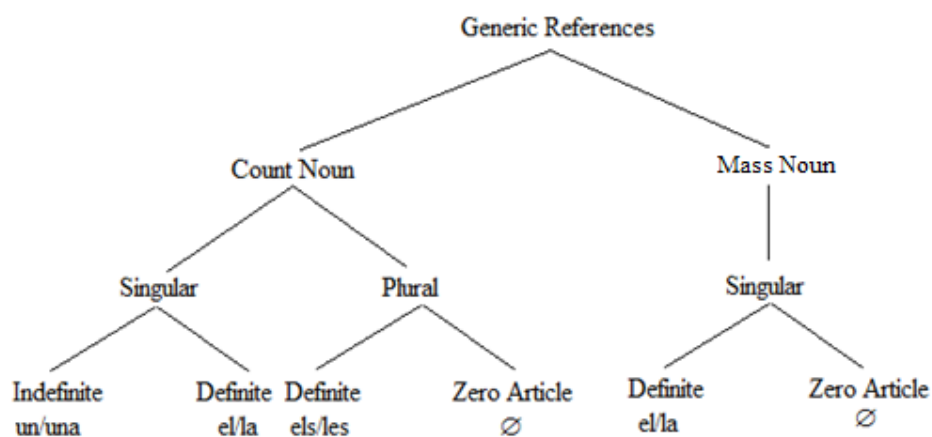 Generic References
Count Noun
Mass Noun
Singular
Plural
Singular
Indefinite
un/una
Definite
el/la
Definite
els/les
Zero Article
∅
Definite
el/la
Zero Article
∅